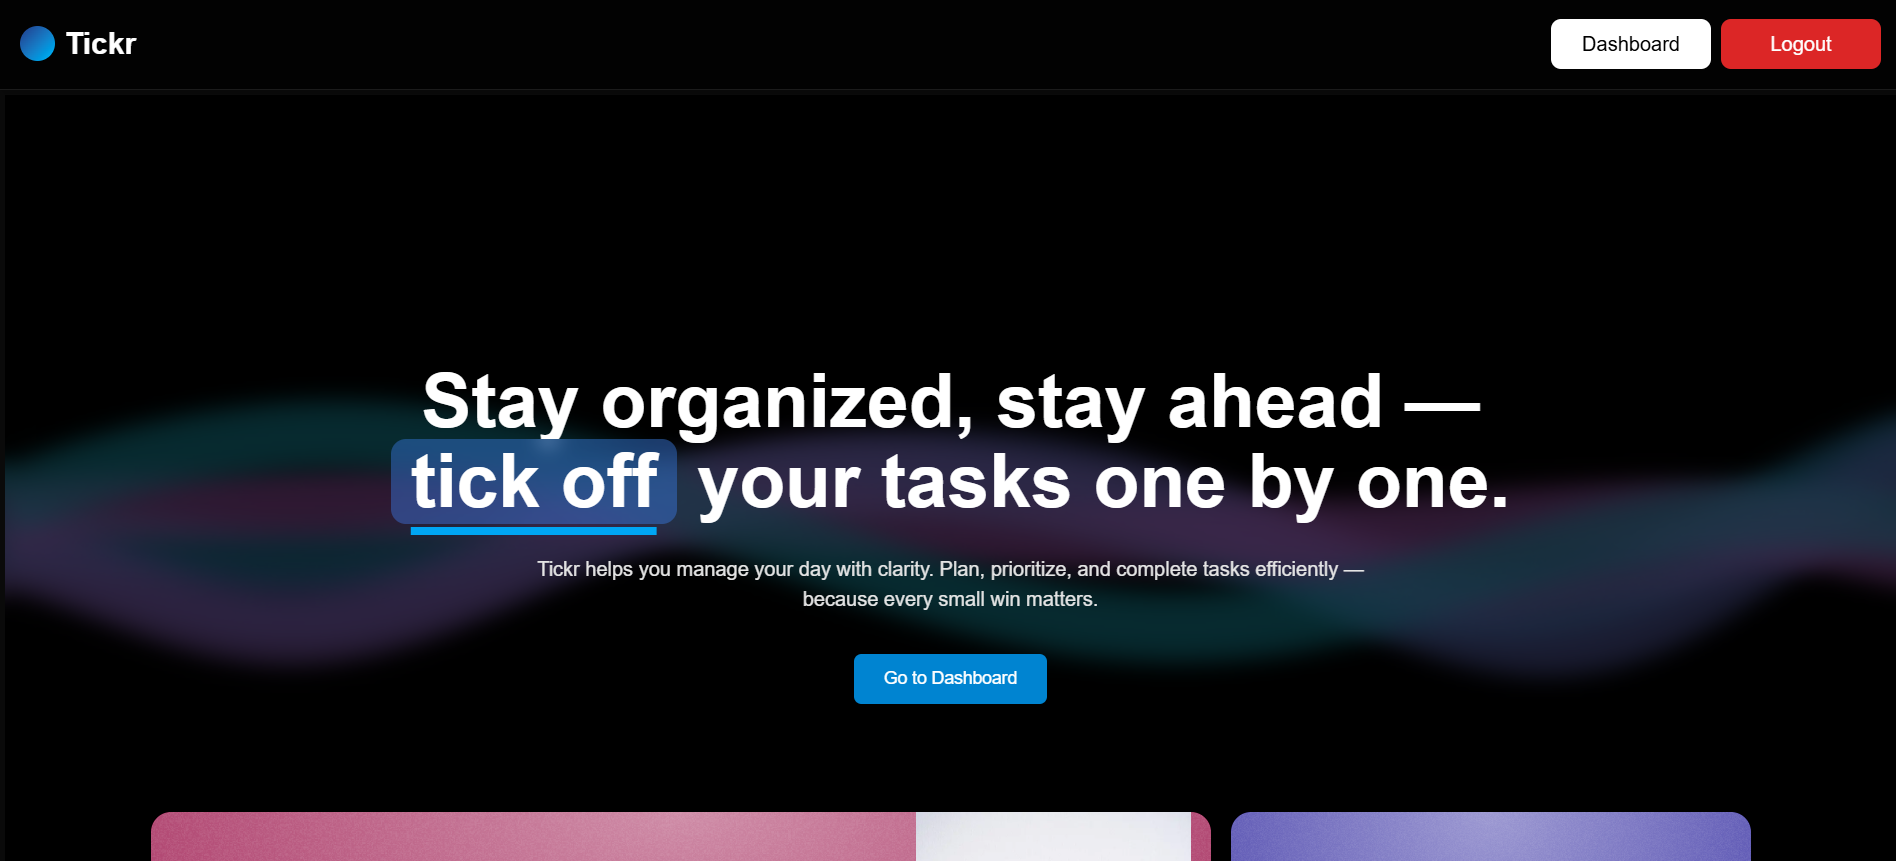 Tickr
Dashboard
Logout
Stay organized, stay ahead —
tick off your tasks one by one.
Tickr helps you manage your day with clarity. Plan, prioritize, and complete tasks efficiently —
because every small win matters.
Go to Dashboard